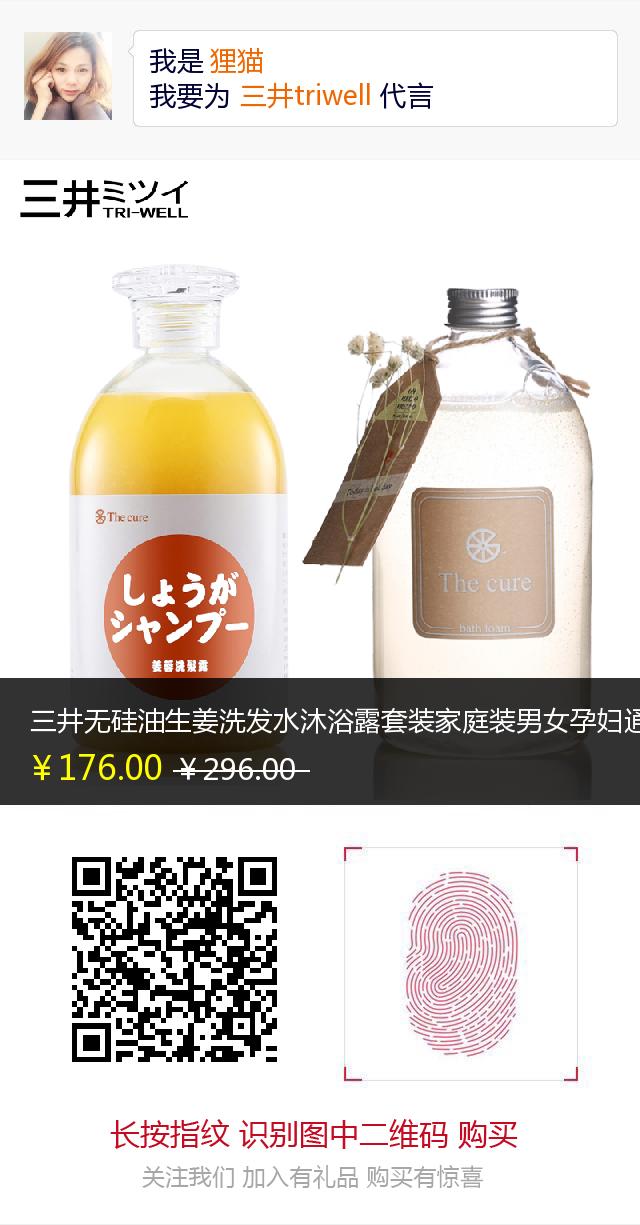 我是 狸猫
我要为 三井triwell 代言
三井ミツイ
TRI-WELL
The cure
しょうが
シャンプー
姜蓉洗髪露
The cure
bath foam
三井无硅油生姜洗发水沐浴露套装家庭装男女孕妇通
￥176.00 ￥296.00
长按指纹 识别图中二维码 购买
关注我们 加入有礼品 购买有惊喜